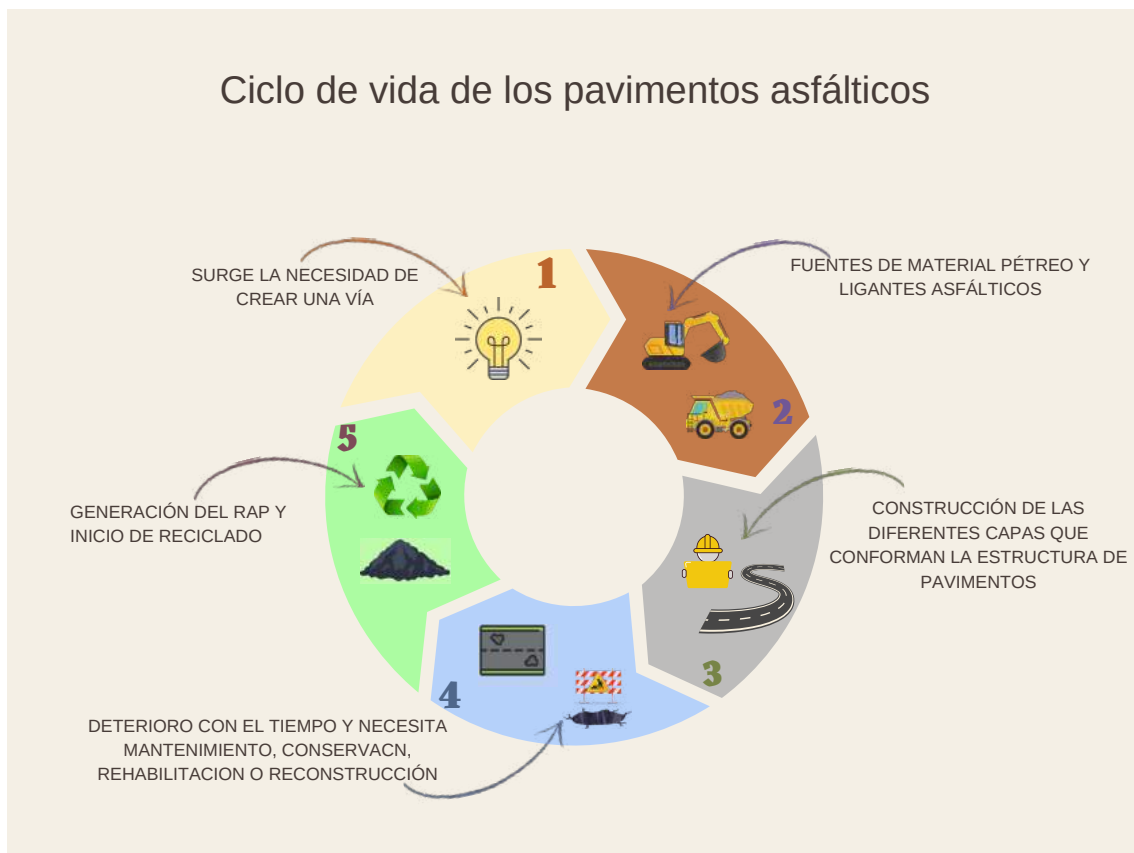 Ciclo de vida de los pavimentos asfálticos
1
SURGE LA NECESIDAD DE
CREAR UNA VÍA
FUENTES DE MATERIAL PÉTREO Y
LIGANTES ASFÁLTICOS
2
CONSTRUCCIÓN DE LAS
DIFERENTES CAPAS QUE
CONFORMAN LA ESTRUCTURA DE
PAVIMENTOS
3
4
DETERIORO CON EL TIEMPO Y NECESITA
MANTENIMIENTO, CONSERVACN,
REHABILITACION O RECONSTRUCCIÓN
5
GENERACIÓN DEL RAP Y
INICIO DE RECICLADO